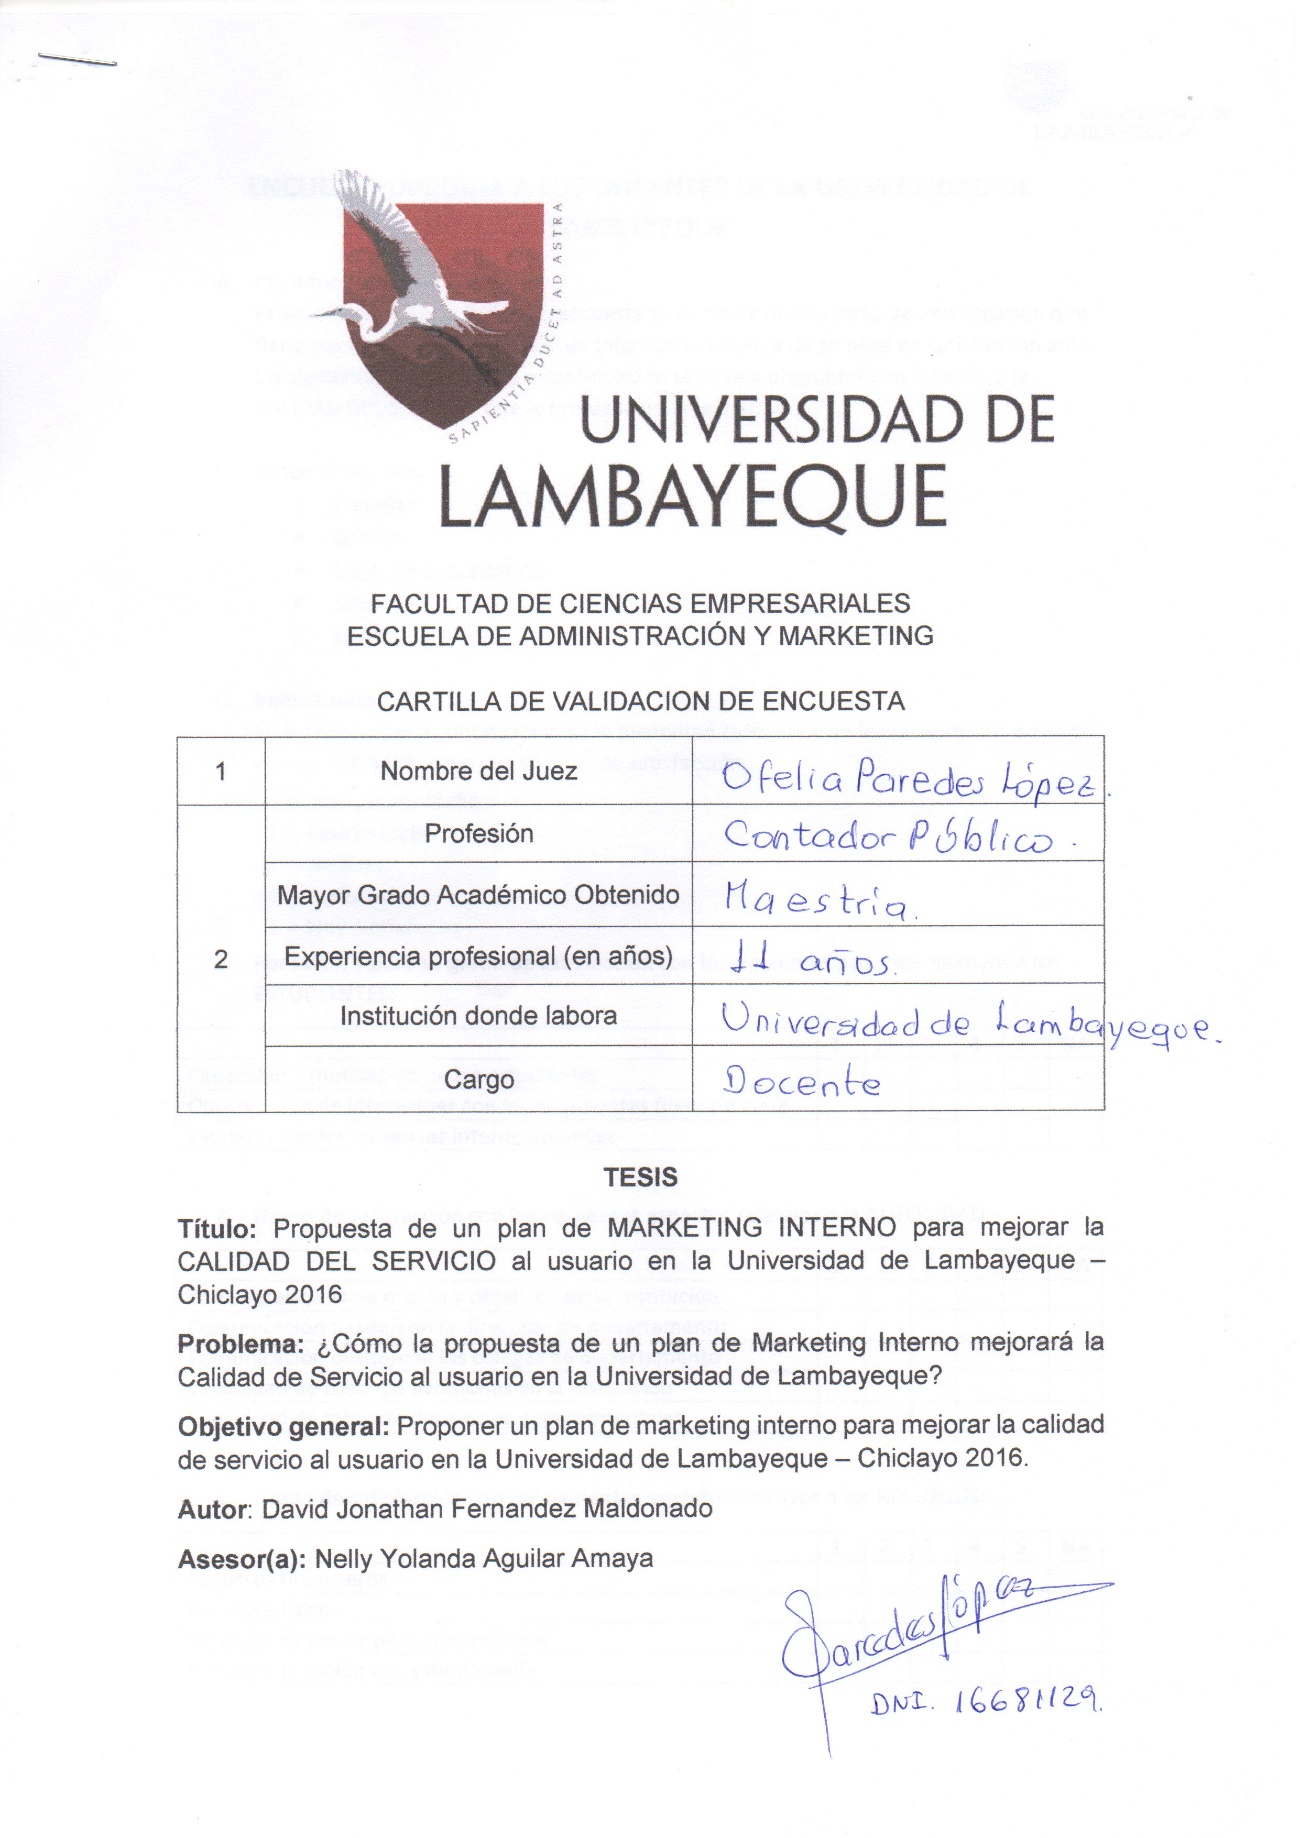 SAPIENTIA DUCET AD ASTRA
UNIVERSIDAD DE
LAMBAYEQUE
FACULTAD DE CIENCIAS EMPRESARIALES
ESCUELA DE ADMINISTRACIÓN Y MARKETING
CARTILLA DE VALIDACION DE ENCUESTA
1 Nombre del Juez Ofelia Paredes López.
Profesión Contador Público.
Mayor Grado Académico Obtenido Maestría.
2 Experiencia profesional (en años) 11 años.
Institución donde labora Universidad de Lambayeque.
Cargo Docente
TESIS
Título: Propuesta de un plan de MARKETING INTERNO para mejorar la
CALIDAD DEL SERVICIO al usuario en la Universidad de Lambayeque –
Chiclayo 2016
Problema: ¿Cómo la propuesta de un plan de Marketing Interno mejorará la
Calidad de Servicio al usuario en la Universidad de Lambayeque?
Objetivo general: Proponer un plan de marketing interno para mejorar la calidad
de servicio al usuario en la Universidad de Lambayeque – Chiclayo 2016.
Autor: David Jonathan Fernandez Maldonado
Asesor(a): Nelly Yolanda Aguilar Amaya
Paredes López
DNI. 16681129.